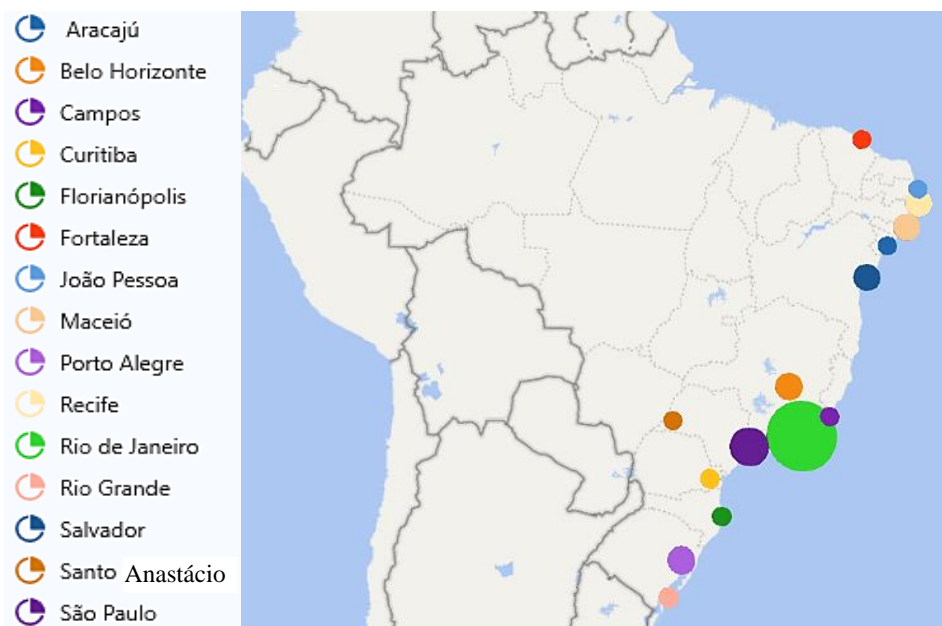 Aracajú
Belo Horizonte
Campos
Curitiba
Florianópolis
Fortaleza
João Pessoa
Maceió
Porto Alegre
Recife
Rio de Janeiro
Rio Grande
Salvador
Santo Anastácio
São Paulo